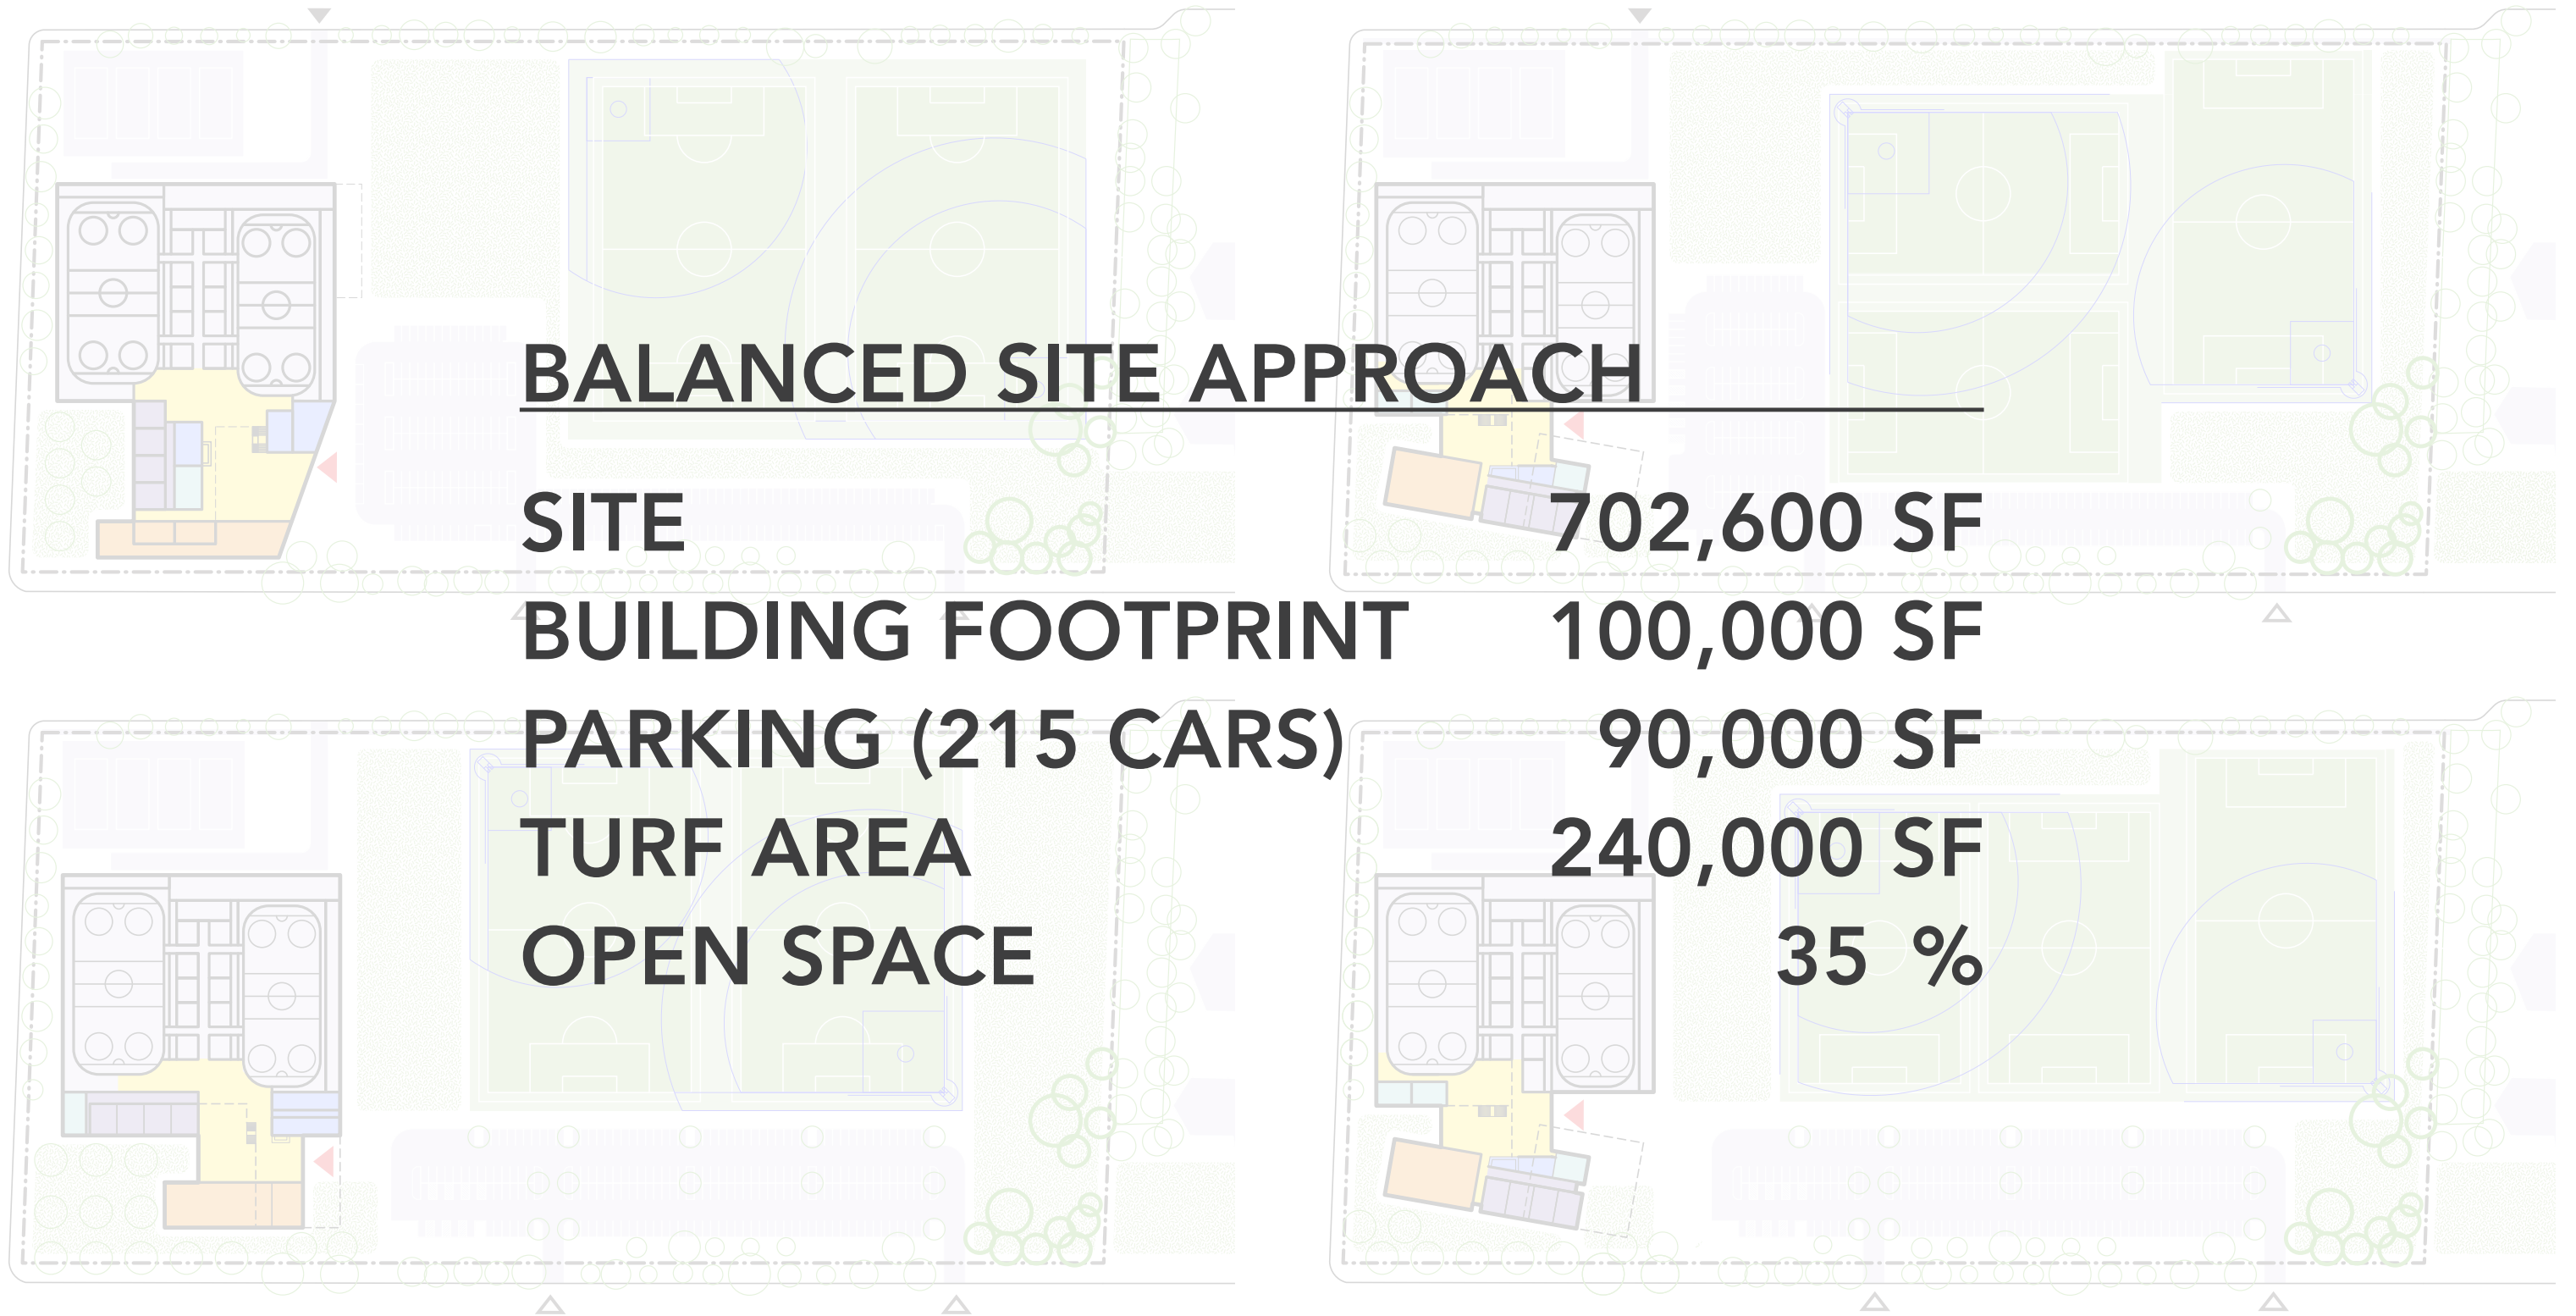 BALANCED SITE APPROACH
SITE 702,600 SF
BUILDING FOOTPRINT 100,000 SF
PARKING (215 CARS) 90,000 SF
TURF AREA 240,000 SF
OPEN SPACE 35 %